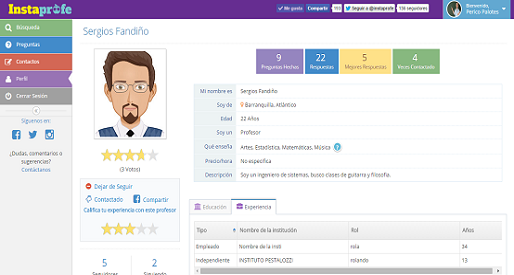 Instaprofe
Me gusta Compartir 553 Seguir a @instaprofe 176 seguidores
Bienvenido,
Perico Palotes
Búsqueda
Preguntas
Contactos
Perfil
Cerrar Sesión
Síguenos en:
¿Dudas, comentarios o
sugerencias?
Contáctanos
Sergios Fandiño
(3 Votos)
Dejar de Seguir
Contactado Compartir
Califica tu experiencia con este profesor
5 2
Seguidores Siguiendo
9 22 5 4
Preguntas Hechas Respuestas Mejores Respuestas Veces Contactado
Mi nombre es Sergios Fandiño
Soy de Barranquilla, Atlántico
Edad 22 Años
Soy un Profesor
Qué enseña Artes, Estadística, Matemáticas, Música
Precio/hora No especifica
Descripción Soy un ingeniero de sistemas, busco clases de guitarra y filosofía.
Educación Experiencia
Tipo Nombre de la Institución Rol Años
Empleado Nombre de la insti rola 34
Independiente INSTITUTO PESTALOZZI rolando 13